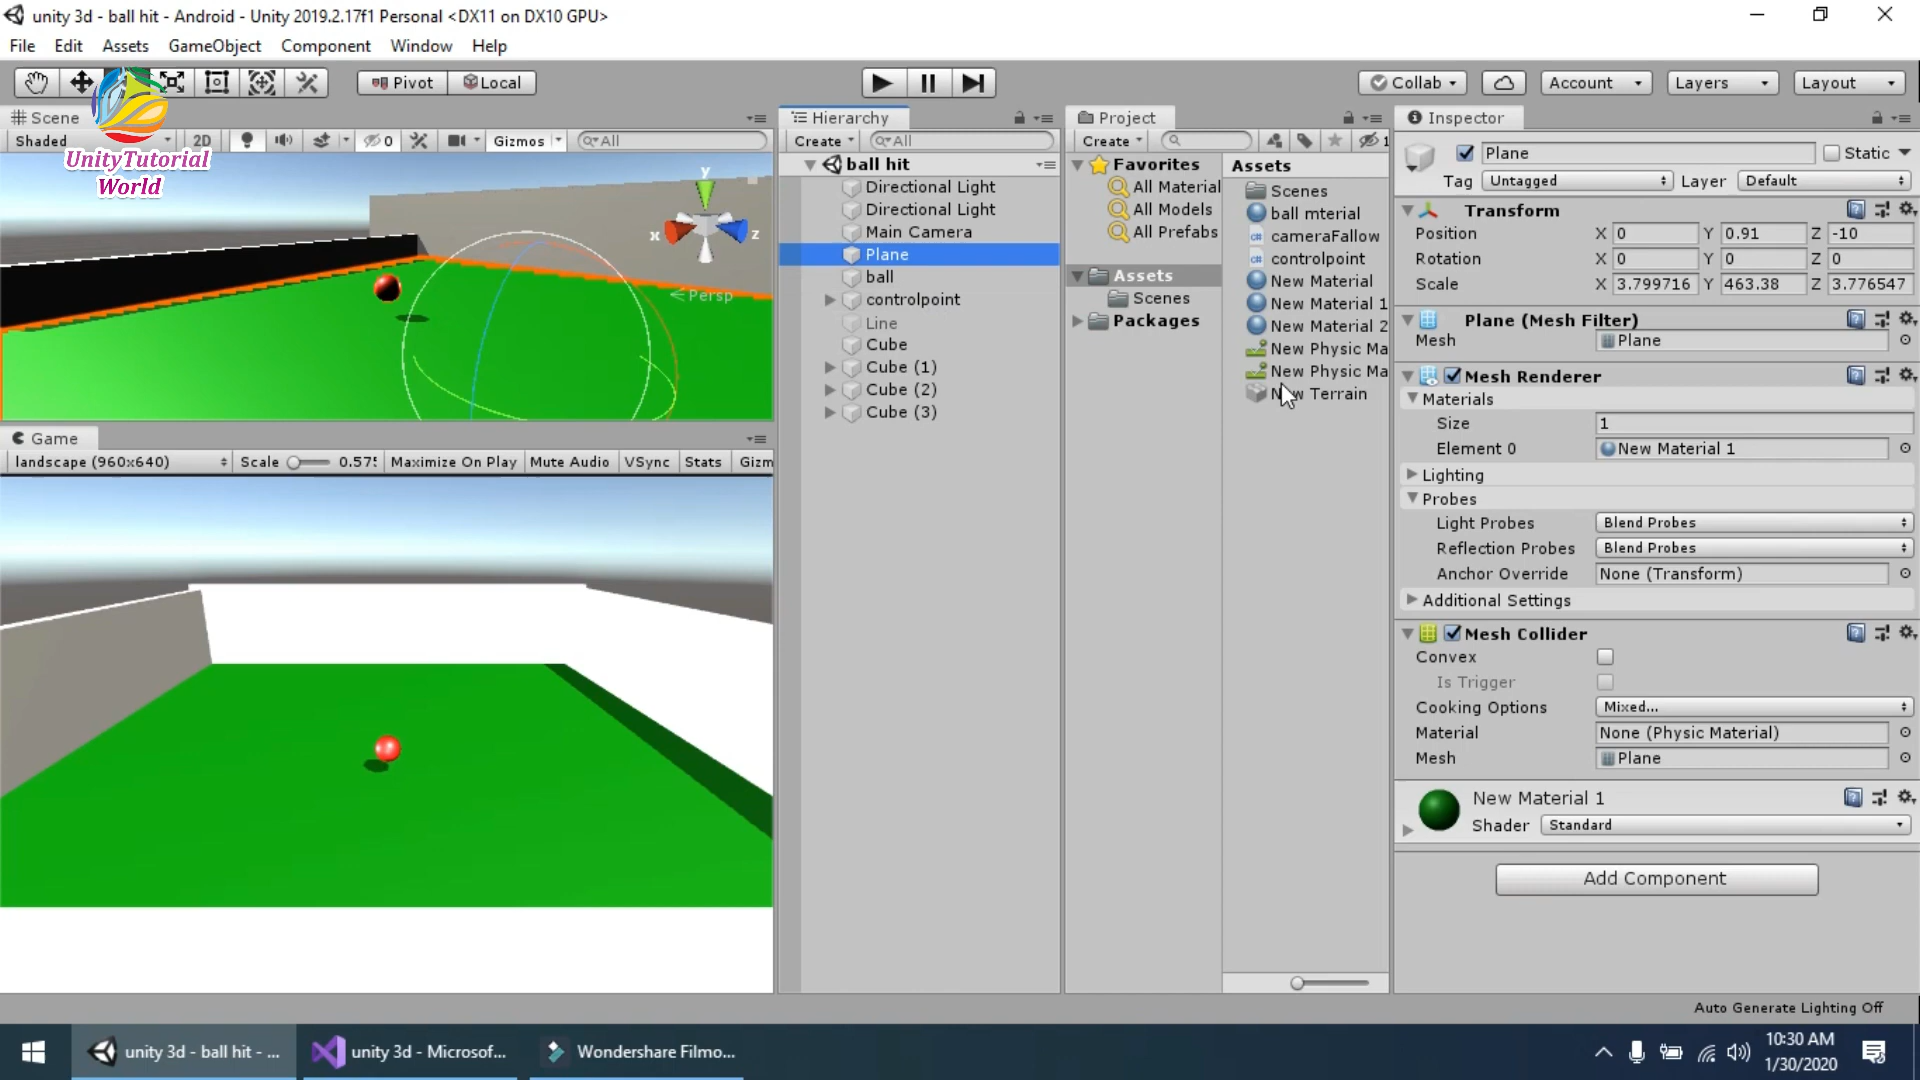 unity 3d - ball hit - Android - Unity 2019.2.17f1 Personal <DX11 on DX10 GPU>
File Edit Assets GameObject Component Window Help
Pivot Local
Collab Account Layers Layout
UnityTutorial
World
Scene
Shaded 2D 0 Gizmos All
y
x z
Persp
Game
landscape (960x640) Scale 0.575 Maximize On Play Mute Audio VSync Stats Gizm
Hierarchy
Create All
ball hit
Directional Light
Directional Light
Main Camera
Plane
ball
controlpoint
Line
Cube
Cube (1)
Cube (2)
Cube (3)
Project
Create 1
Favorites
All Material
All Models
All Prefabs
Assets
Scenes
Packages
Assets
Scenes
ball mterial
cameraFallow
controlpoint
New Material
New Material 1
New Material 2
New Physic Ma
New Physic Ma
New Terrain
Inspector
Plane Static
Tag Untagged Layer Default
Transform
Position X 0 Y 0.91 Z -10
Rotation X 0 Y 0 Z 0
Scale X 3.799716 Y 463.38 Z 3.776547
Plane (Mesh Filter)
Mesh Plane
Mesh Renderer
Materials
Size 1
Element 0 New Material 1
Lighting
Probes
Light Probes Blend Probes
Reflection Probes Blend Probes
Anchor Override None (Transform)
Additional Settings
Mesh Collider
Convex
Is Trigger
Cooking Options Mixed...
Material None (Physic Material)
Mesh Plane
New Material 1
Shader Standard
Add Component
Auto Generate Lighting Off
unity 3d - ball hit - ...
unity 3d - Microsof...
Wondershare Filmo...
10:30 AM
1/30/2020